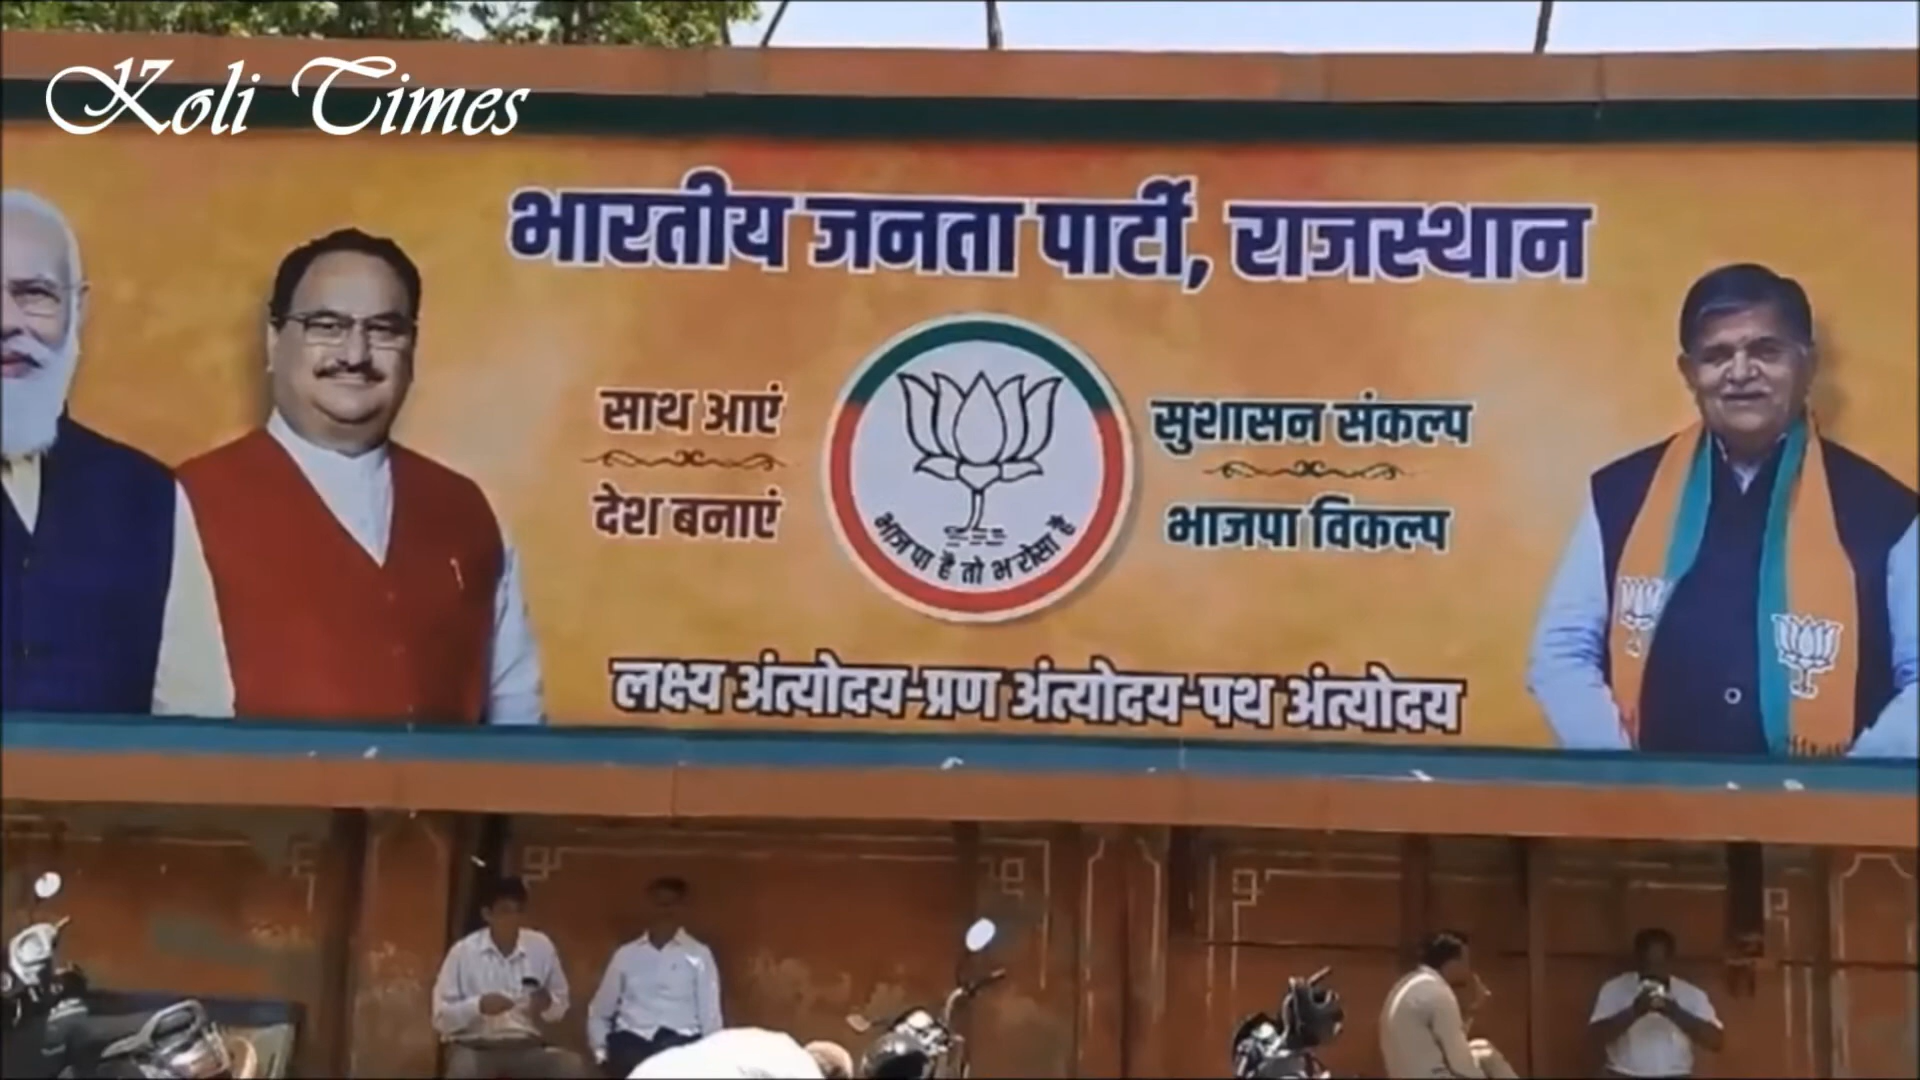 Koli Times
भारतीय जनता पार्टी, राजस्थान
साथ आएं
देश बनाएं
भाजपा है तो भरोसा है
सुशासन संकल्प
भाजपा विकल्प
लक्ष्य अंत्योदय-प्रण अंत्योदय-पथ अंत्योदय